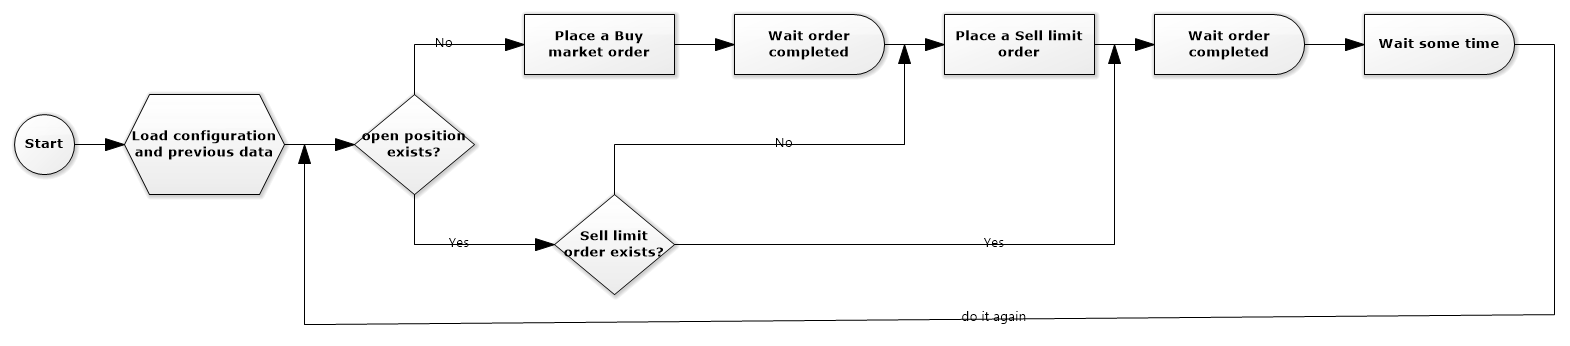 No
Place a Buy
market order
Wait order
completed
Place a Sell limit
order
Wait order
completed
Wait some time
Start
Load configuration
and previous data
open position
exists?
No
Yes
Sell limit
order exists?
Yes
do it again